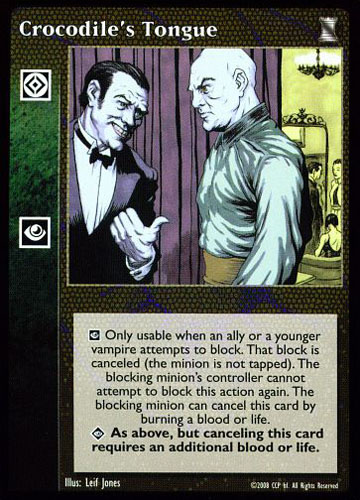 Crocodile's Tongue
Only usable when an ally or a younger
vampire attempts to block. That block is
canceled (the minion is not tapped). The
blocking minion's controller cannot
attempt to block this action again. The
blocking minion can cancel this card by
burning a blood or life.
As above, but canceling this card
requires an additional blood or life.
Illus: Leif Jones
©2008 CCP hf. All Rights Reserved